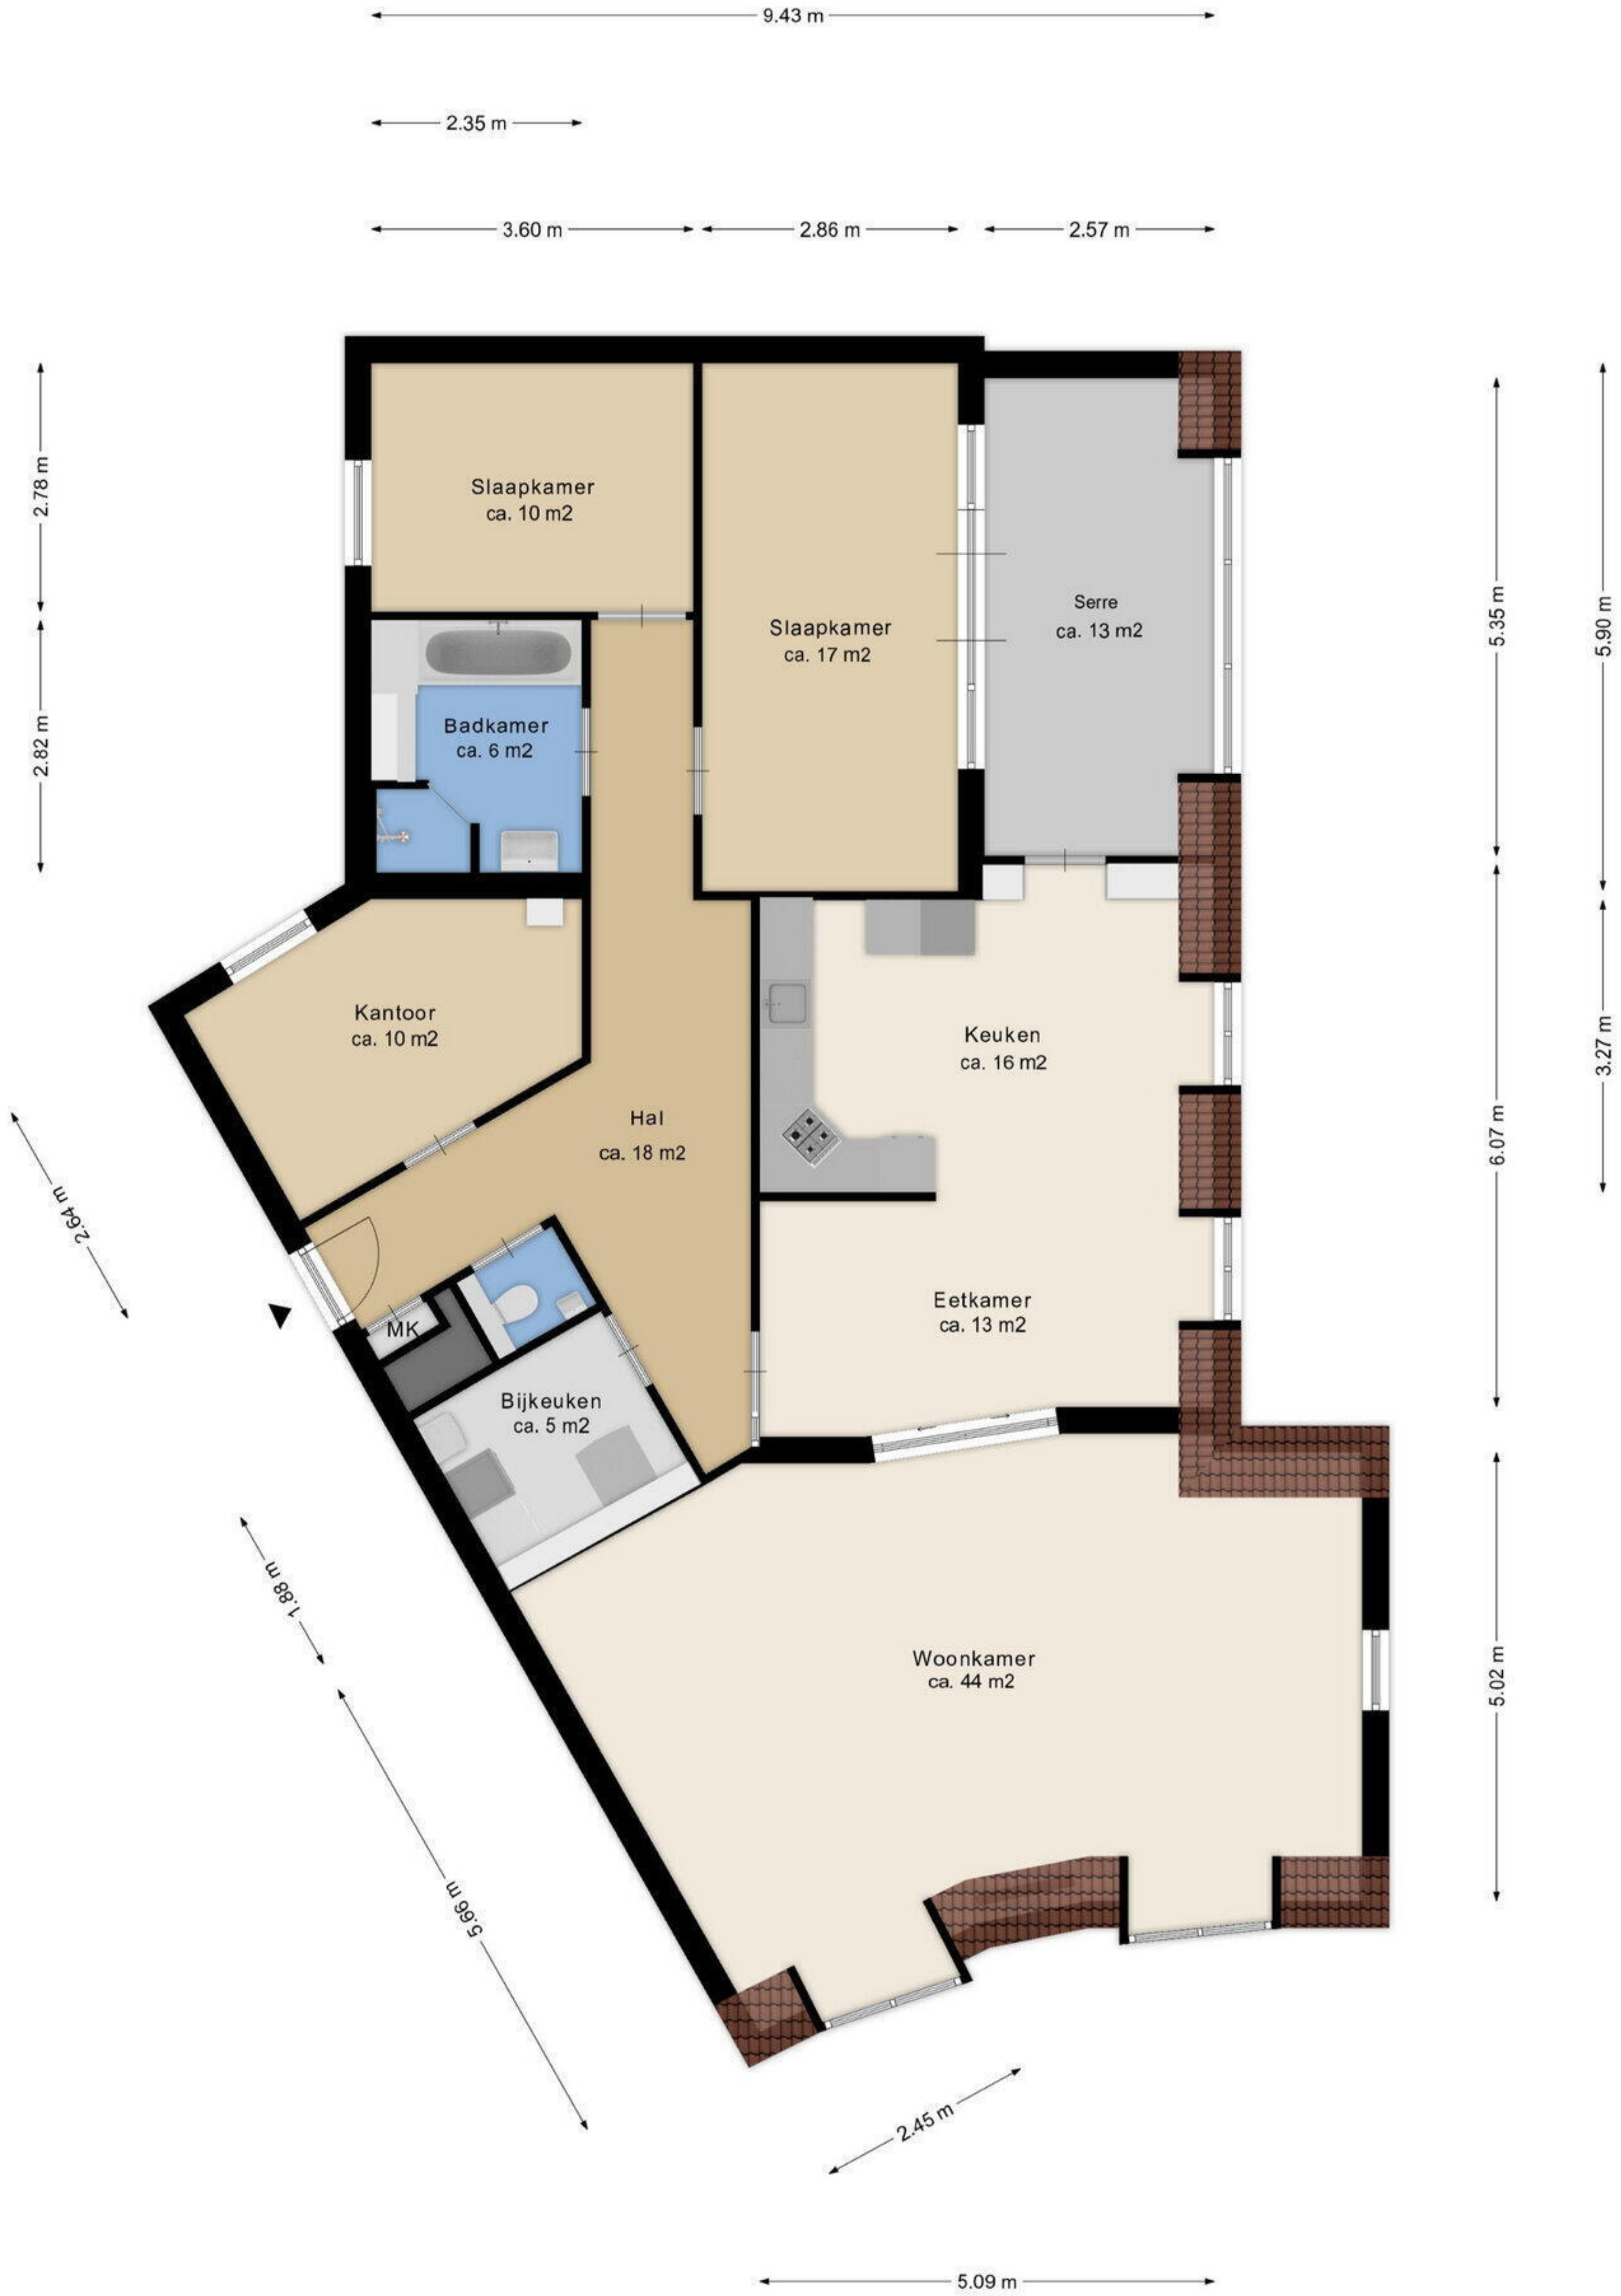 9.43 m
2.35 m
3.60 m
2.86 m
2.57 m
2.78 m
2.82 m
5.35 m
5.90 m
Slaapkamer
ca. 10 m2
Slaapkamer
ca. 17 m2
Serre
ca. 13 m2
Badkamer
ca. 6 m2
Kantoor
ca. 10 m2
Keuken
ca. 16 m2
3.27 m
6.07 m
Hal
ca. 18 m2
2.64 m
Eetkamer
ca. 13 m2
MK
Bijkeuken
ca. 5 m2
1.88 m
Woonkamer
ca. 44 m2
5.02 m
5.66 m
2.45 m
5.09 m